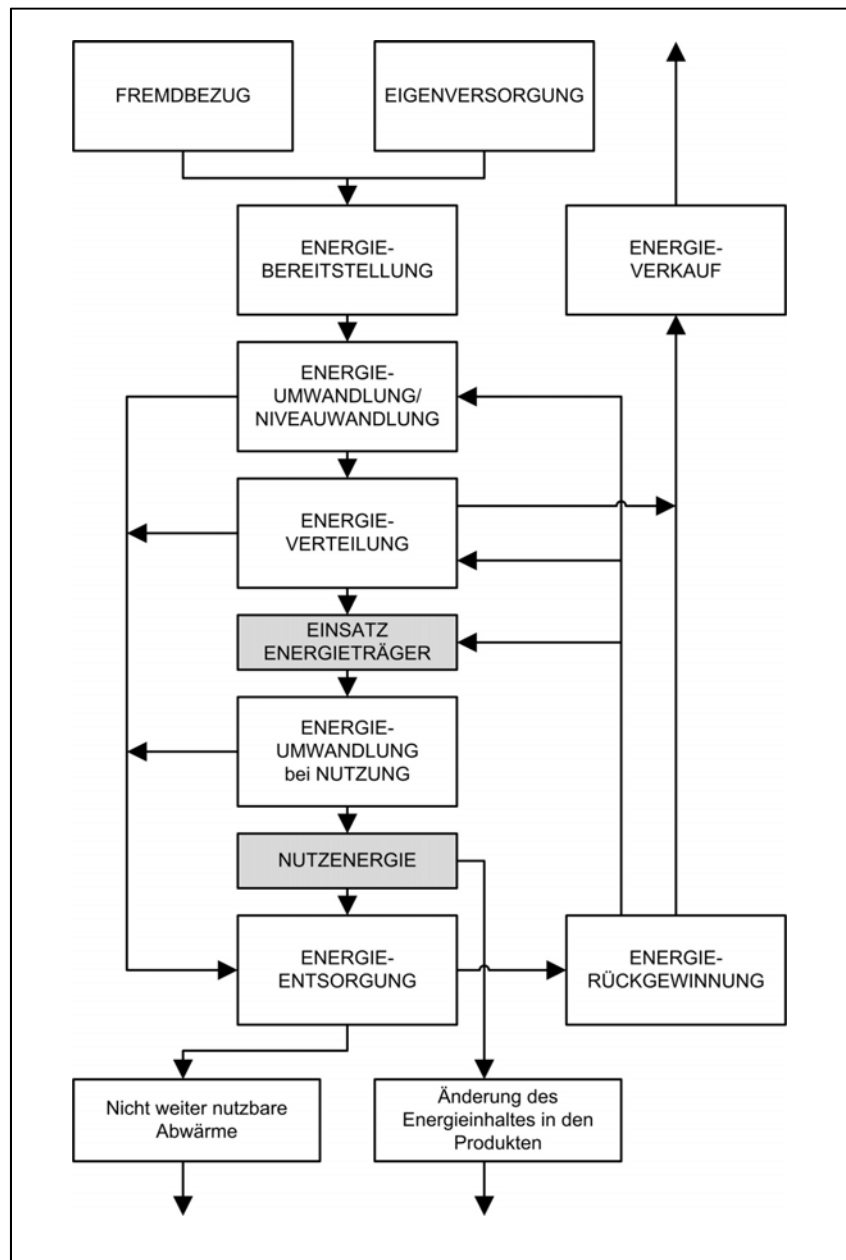 FREMDBEZUG
EIGENVERSORGUNG
ENERGIE-
BEREITSTELLUNG
ENERGIE-
VERKAUF
ENERGIE-
UMWANDLUNG/
NIVEAUWANDLUNG
ENERGIE-
VERTEILUNG
EINSATZ
ENERGIETRÄGER
ENERGIE-
UMWANDLUNG
bei NUTZUNG
NUTZENERGIE
ENERGIE-
ENTSORGUNG
ENERGIE-
RÜCKGEWINNUNG
Nicht weiter nutzbare
Abwärme
Änderung des
Energieinhaltes in den
Produkten